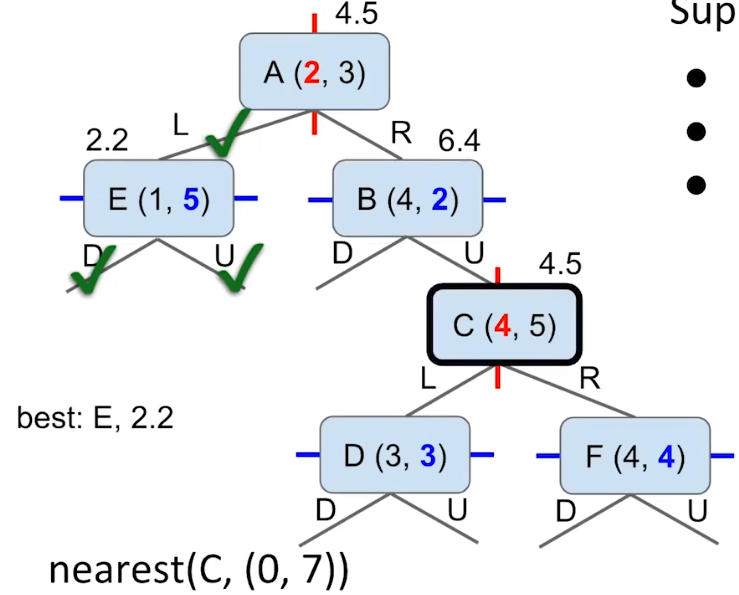 4.5
Sup
A (2, 3)
L
R
2.2
6.4
E (1, 5)
B (4, 2)
D
U
D
U
4.5
C (4, 5)
L
R
best: E, 2.2
D (3, 3)
F (4, 4)
D
U
D
U
nearest(C, (0, 7))